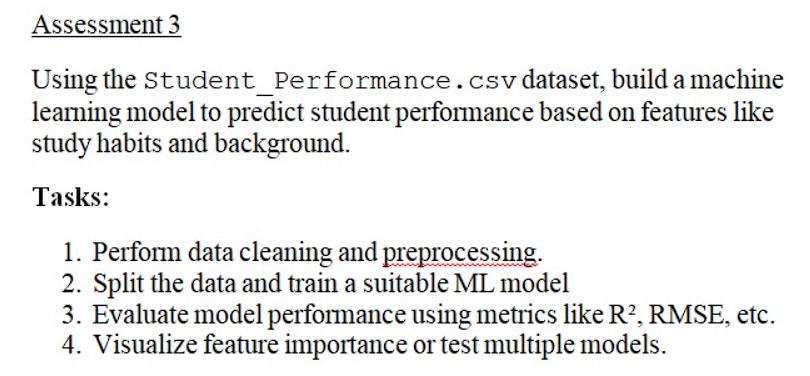 Assessment 3
Using the Student_Performance.csv dataset, build a machine
learning model to predict student performance based on features like
study habits and background.
Tasks:
1. Perform data cleaning and preprocessing.
2. Split the data and train a suitable ML model
3. Evaluate model performance using metrics like R², RMSE, etc.
4. Visualize feature importance or test multiple models.